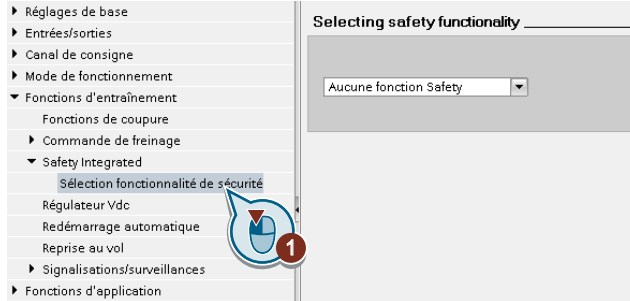 Réglages de base
Entrées/sorties
Canal de consigne
Mode de fonctionnement
Fonctions d'entraînement
Fonctions de coupure
Commande de freinage
Safety Integrated
Sélection fonctionnalité de sécurité
Régulateur Vdc
Redémarrage automatique
Reprise au vol
Signalisations/surveillances
Fonctions d'application
1
Selecting safety functionality
Aucune fonction Safety